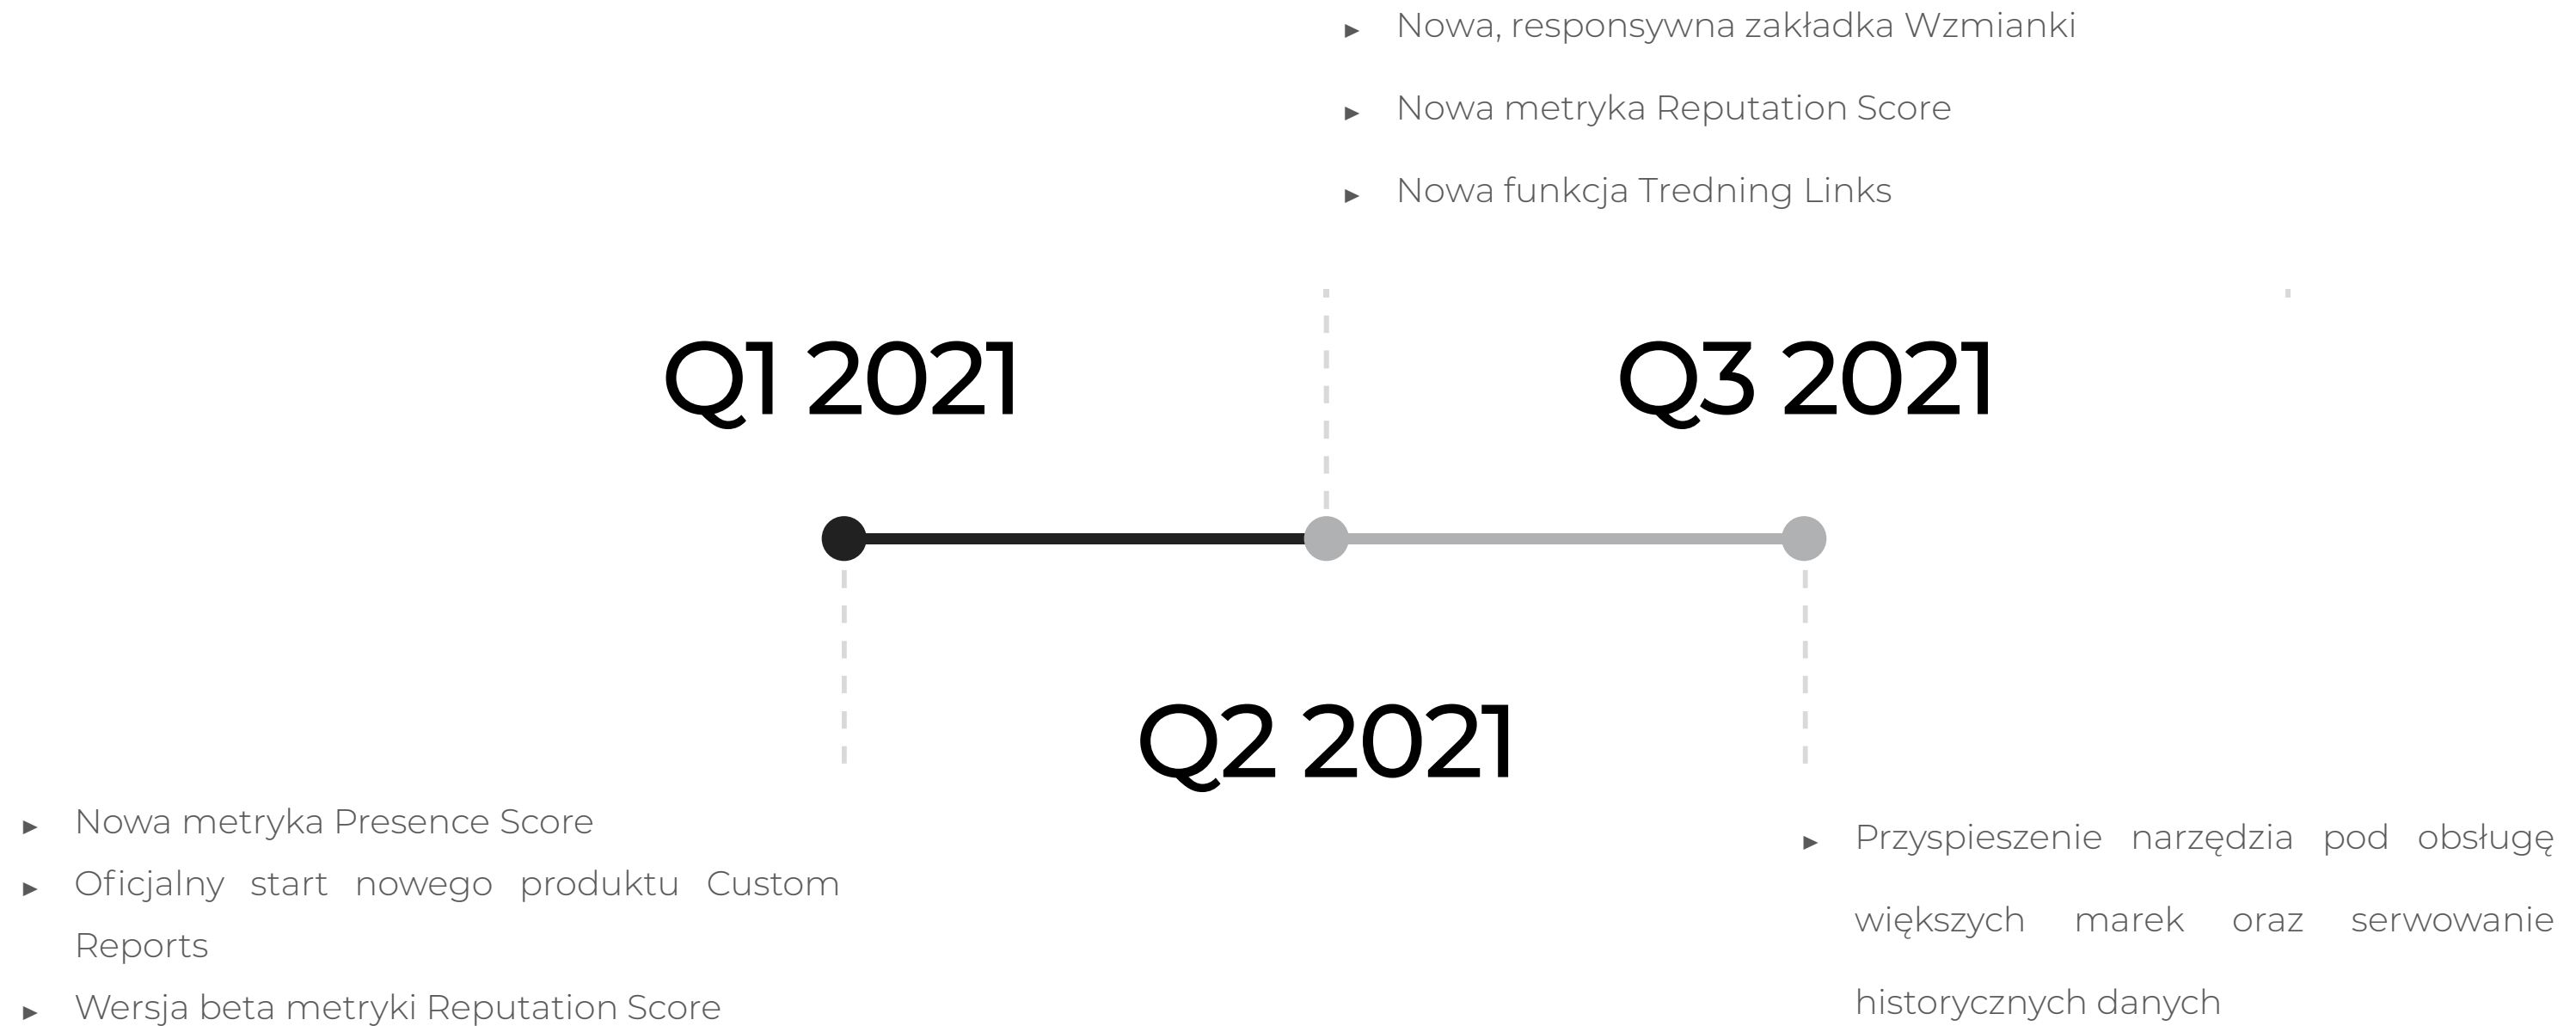 ► Nowa, responsywna zakładka Wzmianki
► Nowa metryka Reputation Score
► Nowa funkcja Tredning Links
Q1 2021
Q3 2021
Q2 2021
► Nowa metryka Presence Score
► Oficjalny start nowego produktu Custom
Reports
► Wersja beta metryki Reputation Score
► Przyspieszenie narzędzia pod obsługę
większych marek oraz serwowanie
historycznych danych